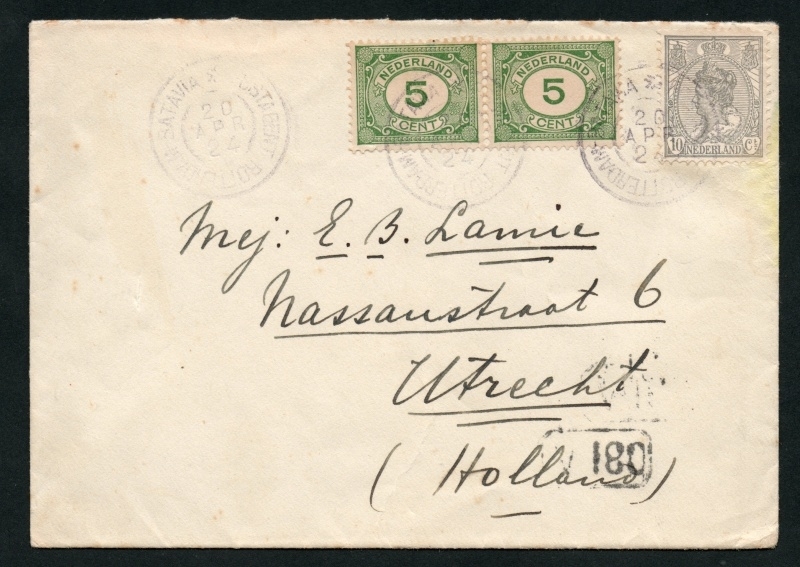 NEDERLAND
5
CENT
NEDERLAND
5
CENT
10 Ct
NEDERLAND
BATAVIA
20
APR
24
Mej: E. B. Lamie
Nassaustraat 6
Utrecht
(Holland)
180